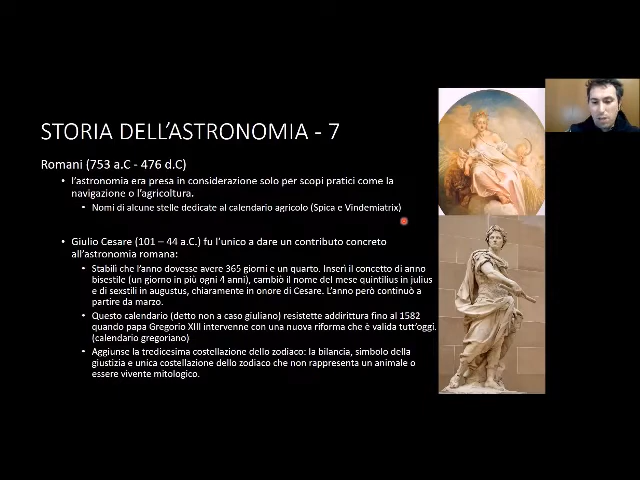 STORIA DELL'ASTRONOMIA - 7
Romani (753 a.C - 476 d.C)
• l'astronomia era presa in considerazione solo per scopi pratici come la
navigazione o l'agricoltura.
• Nomi di alcune stelle dedicate al calendario agricolo (Spica e Vindemiatrix)
• Giulio Cesare (101 – 44 a.C.) fu l'unico a dare un contributo concreto
all'astronomia romana:
• Stabilì che l'anno dovesse avere 365 giorni e un quarto. Inserì il concetto di anno
bisestile (un giorno in più ogni 4 anni), cambiò il nome del mese quintilius in julius
e di sexstili in augustus, chiaramente in onore di Cesare. L'anno però continuò a
partire da marzo.
• Questo calendario (detto non a caso giuliano) resistette addirittura fino al 1582
quando papa Gregorio XIII intervenne con una nuova riforma che è valida tutt'oggi.
(calendario gregoriano)
• Aggiunse la tredicesima costellazione dello zodiaco: la bilancia, simbolo della
giustizia e unica costellazione dello zodiaco che non rappresenta un animale o
essere vivente mitologico.